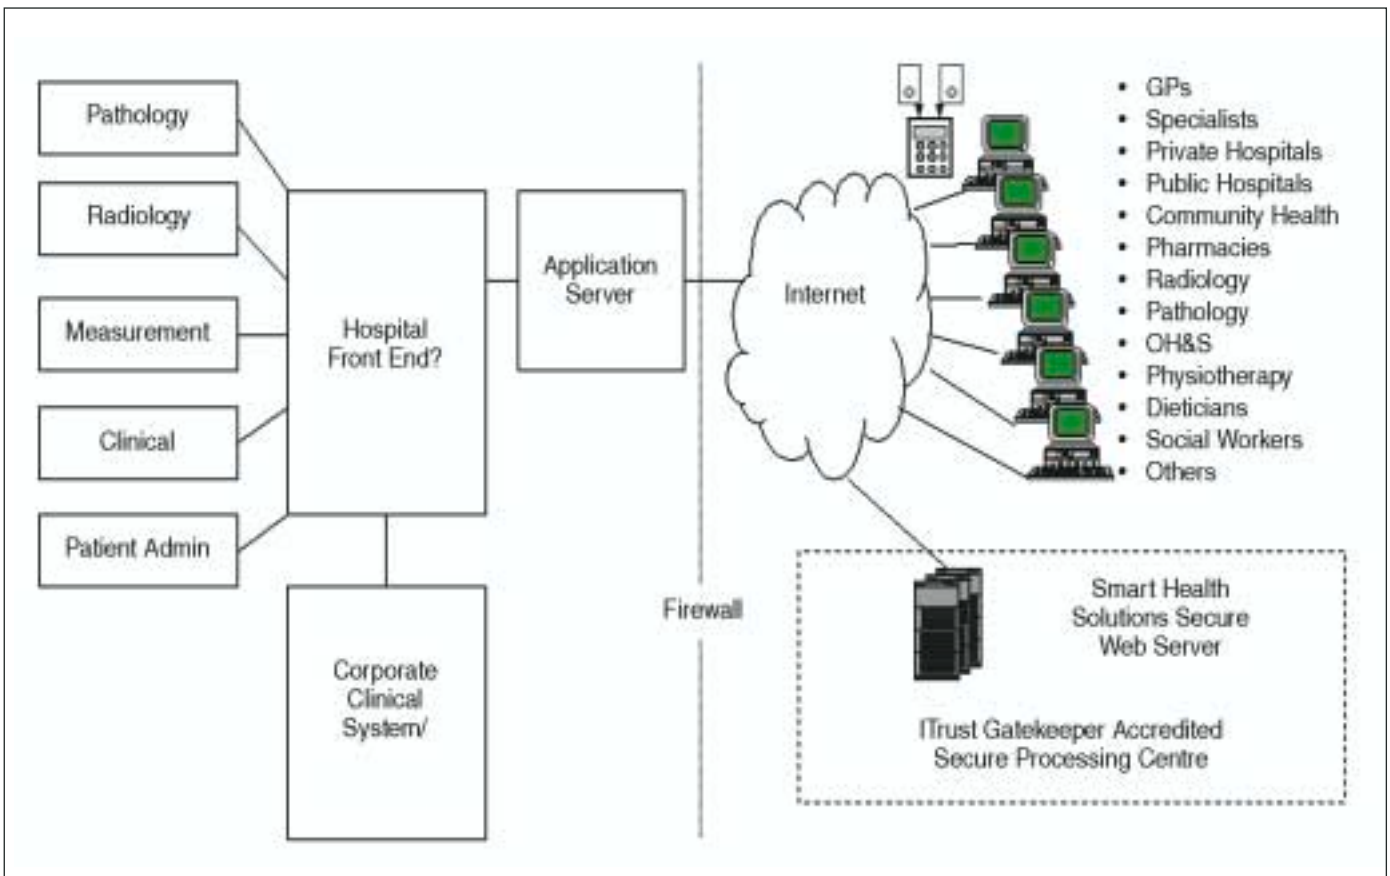 Pathology
Radiology
Measurement
Clinical
Patient Admin
Hospital
Front End?
Corporate
Clinical
System/
Application
Server
Firewall
Internet
• GPs
• Specialists
• Private Hospitals
• Public Hospitals
• Community Health
• Pharmacies
• Radiology
• Pathology
• OH&S
• Physiotherapy
• Dieticians
• Social Workers
• Others
Smart Health
Solutions Secure
Web Server
ITrust Gatekeeper Accredited
Secure Processing Centre